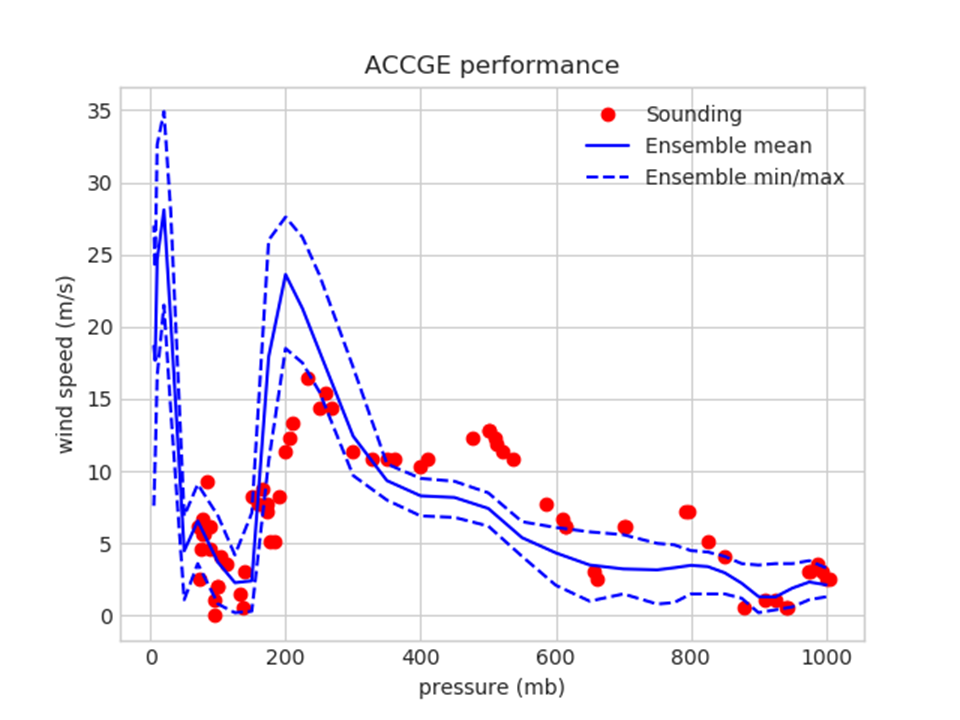 ACCGE performance
Sounding
Ensemble mean
Ensemble min/max
35
30
25
20
15
10
5
0
wind speed (m/s)
0 200 400 600 800 1000
pressure (mb)